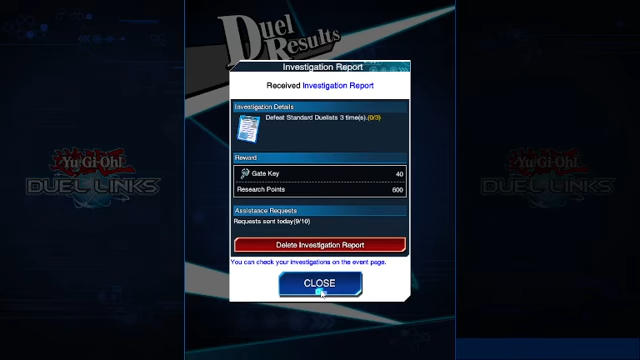 Duel
Results
Investigation Report
Received Investigation Report
Investigation Details
Defeat Standard Duelists 3 time(s).(0/3)
Reward
Gate Key 40
Research Points 600
Assistance Requests
Requests sent today(9/10)
Delete Investigation Report
You can check your investigations on the event page.
CLOSE
Yu-Gi-Oh!
DUEL LINKS
Yu-Gi-Oh!
DUEL LINKS